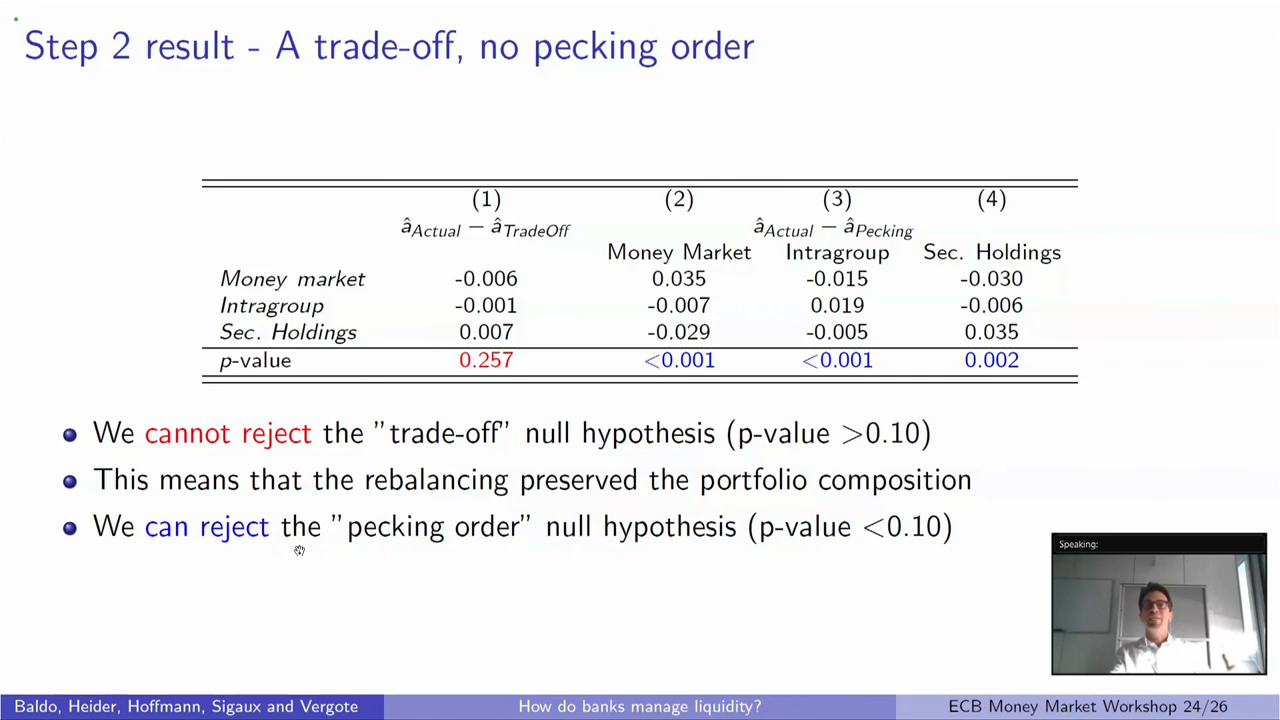 Step 2 result - A trade-off, no pecking order
(1) (2) (3) (4)
âActual − âTradeOff âActual − âPecking
Money Market Intragroup Sec. Holdings
Money market -0.006 0.035 -0.015 -0.030
Intragroup -0.001 -0.007 0.019 -0.006
Sec. Holdings 0.007 -0.029 -0.005 0.035
p-value 0.257 <0.001 <0.001 0.002
We cannot reject the ”trade-off” null hypothesis (p-value >0.10)
This means that the rebalancing preserved the portfolio composition
We can reject the ”pecking order” null hypothesis (p-value <0.10)
Speaking:
Baldo, Heider, Hoffmann, Sigaux and Vergote How do banks manage liquidity? ECB Money Market Workshop 24/26